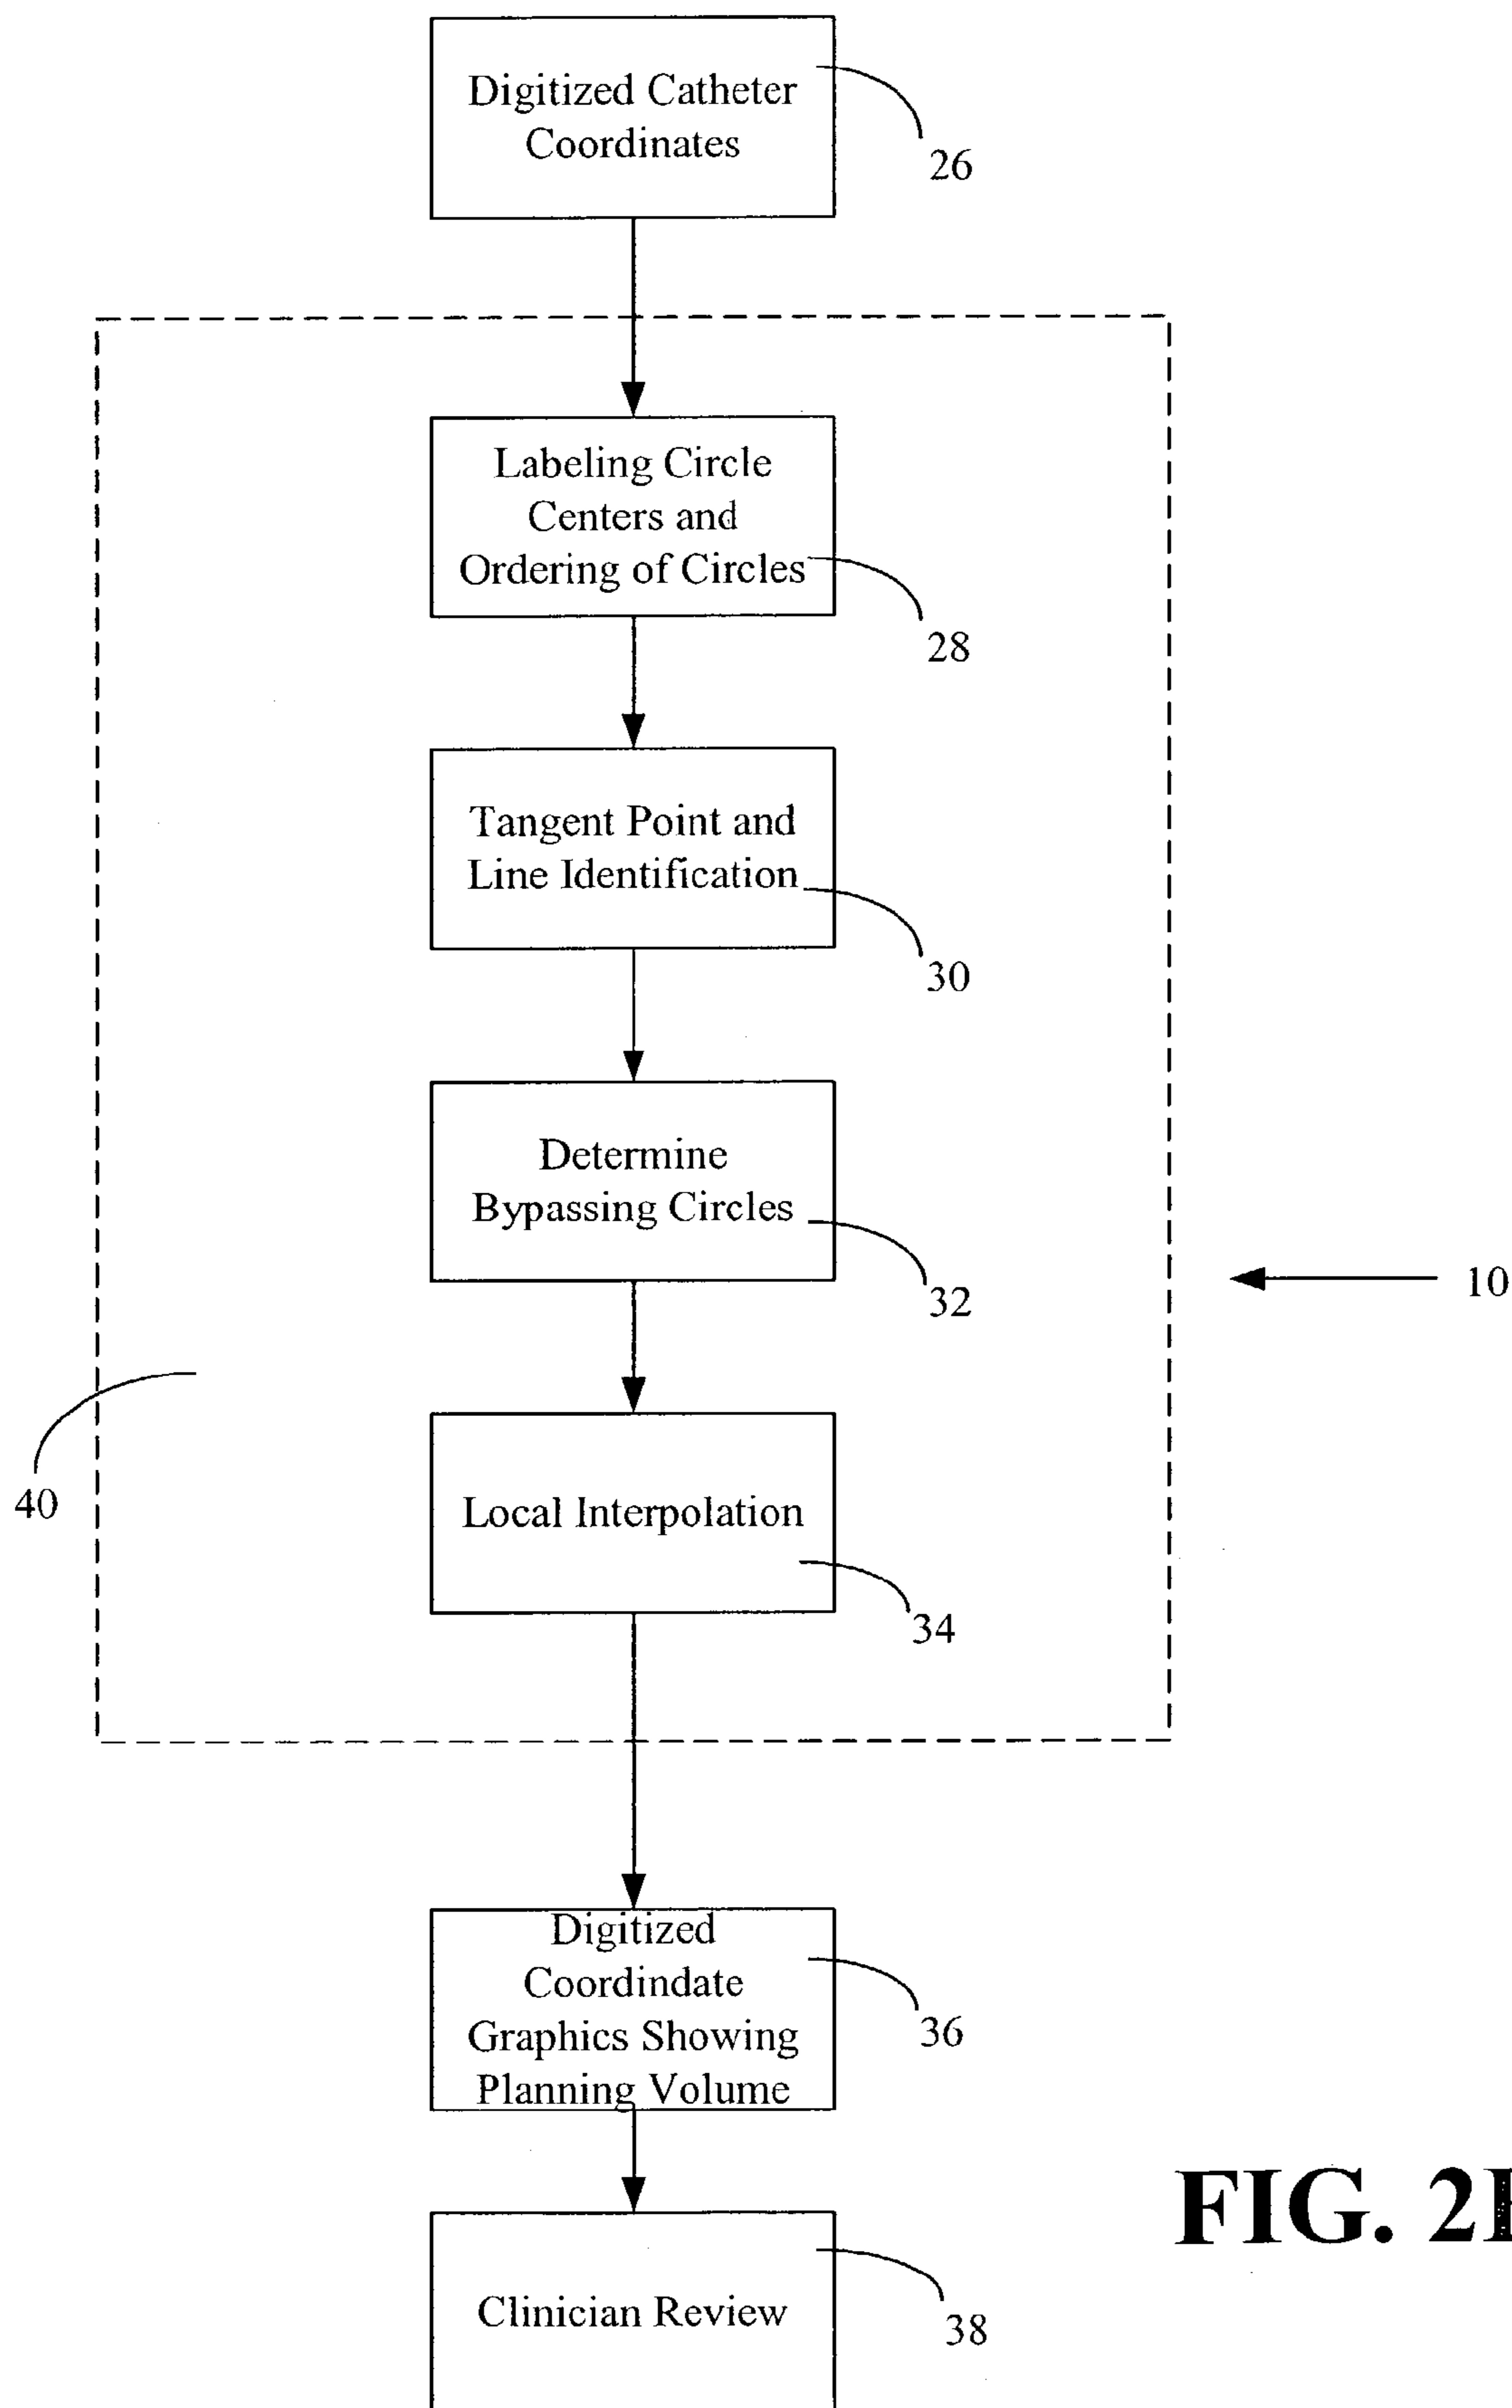 Digitized Catheter
Coordinates
26
Labeling Circle
Centers and
Ordering of Circles
28
Tangent Point and
Line Identification
30
Determine
Bypassing Circles
32
10
Local Interpolation
40
34
Digitized
Coordindate
Graphics Showing
Planning Volume
36
FIG.
Clinician Review
38